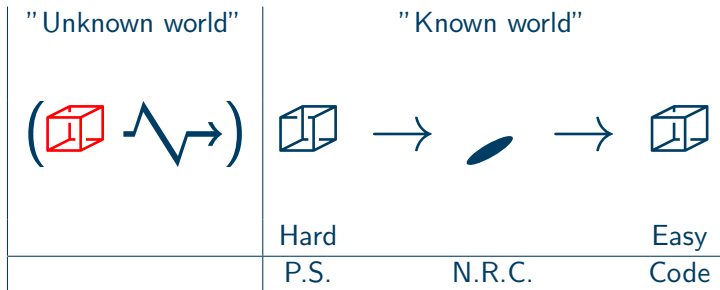 "Unknown world" "Known world"
( )
Hard Easy
P.S. N.R.C. Code